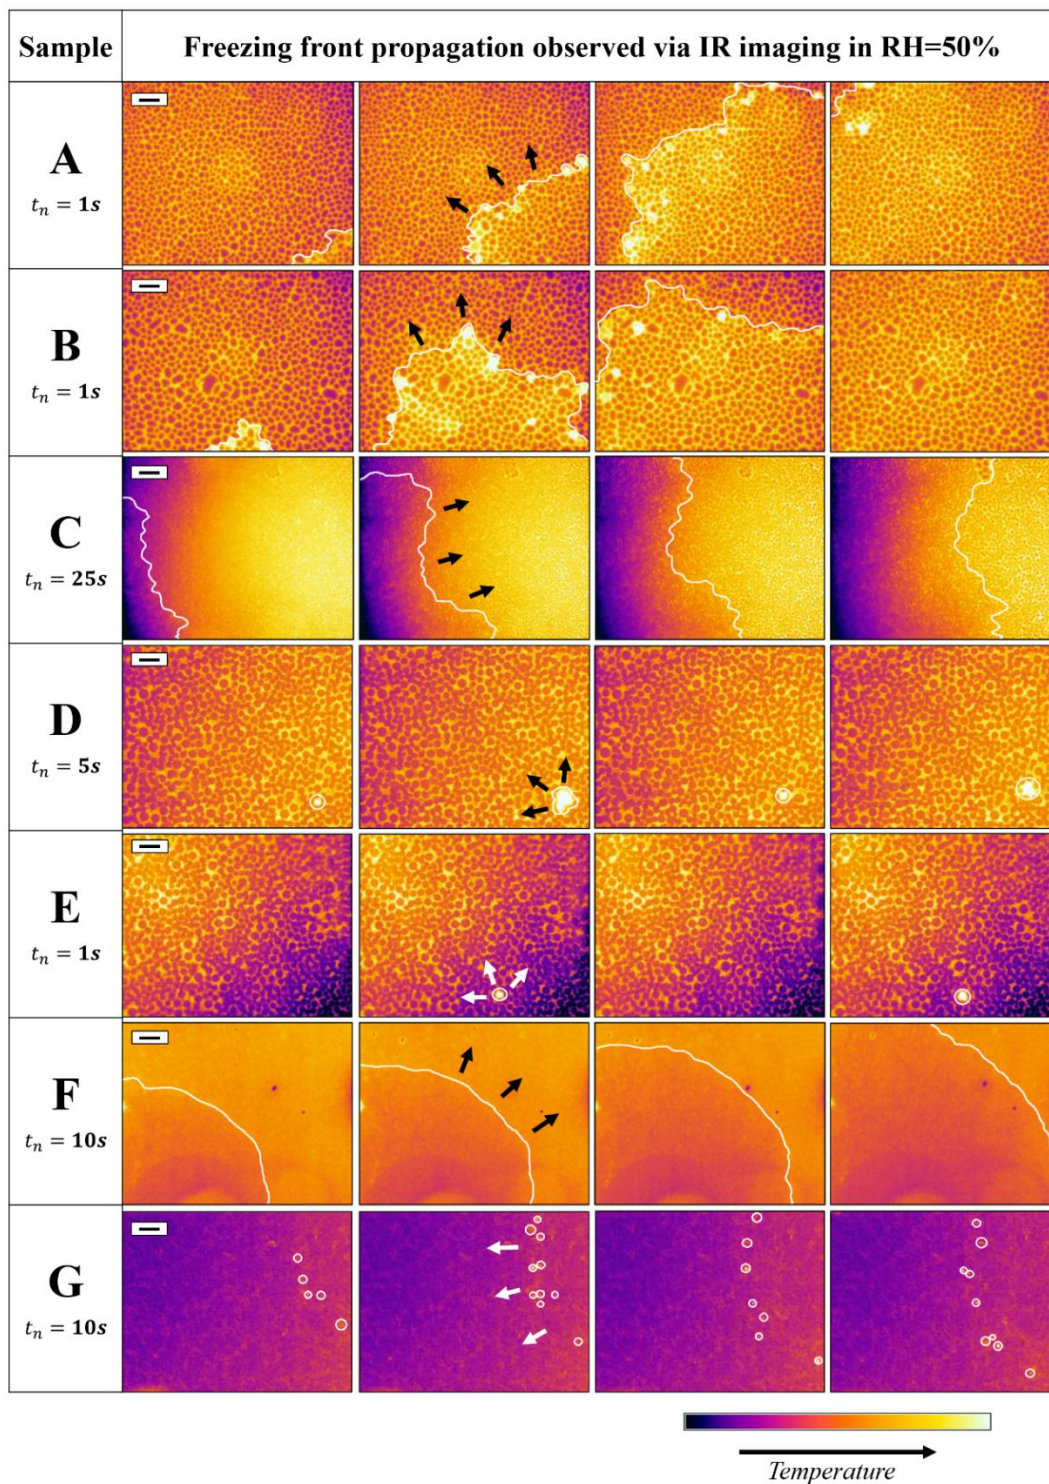 Sample
Freezing front propagation observed via IR imaging in RH=50%
A
tₙ = 1s
B
tₙ = 1s
C
tₙ = 25s
D
tₙ = 5s
E
tₙ = 1s
F
tₙ = 10s
G
tₙ = 10s
Temperature